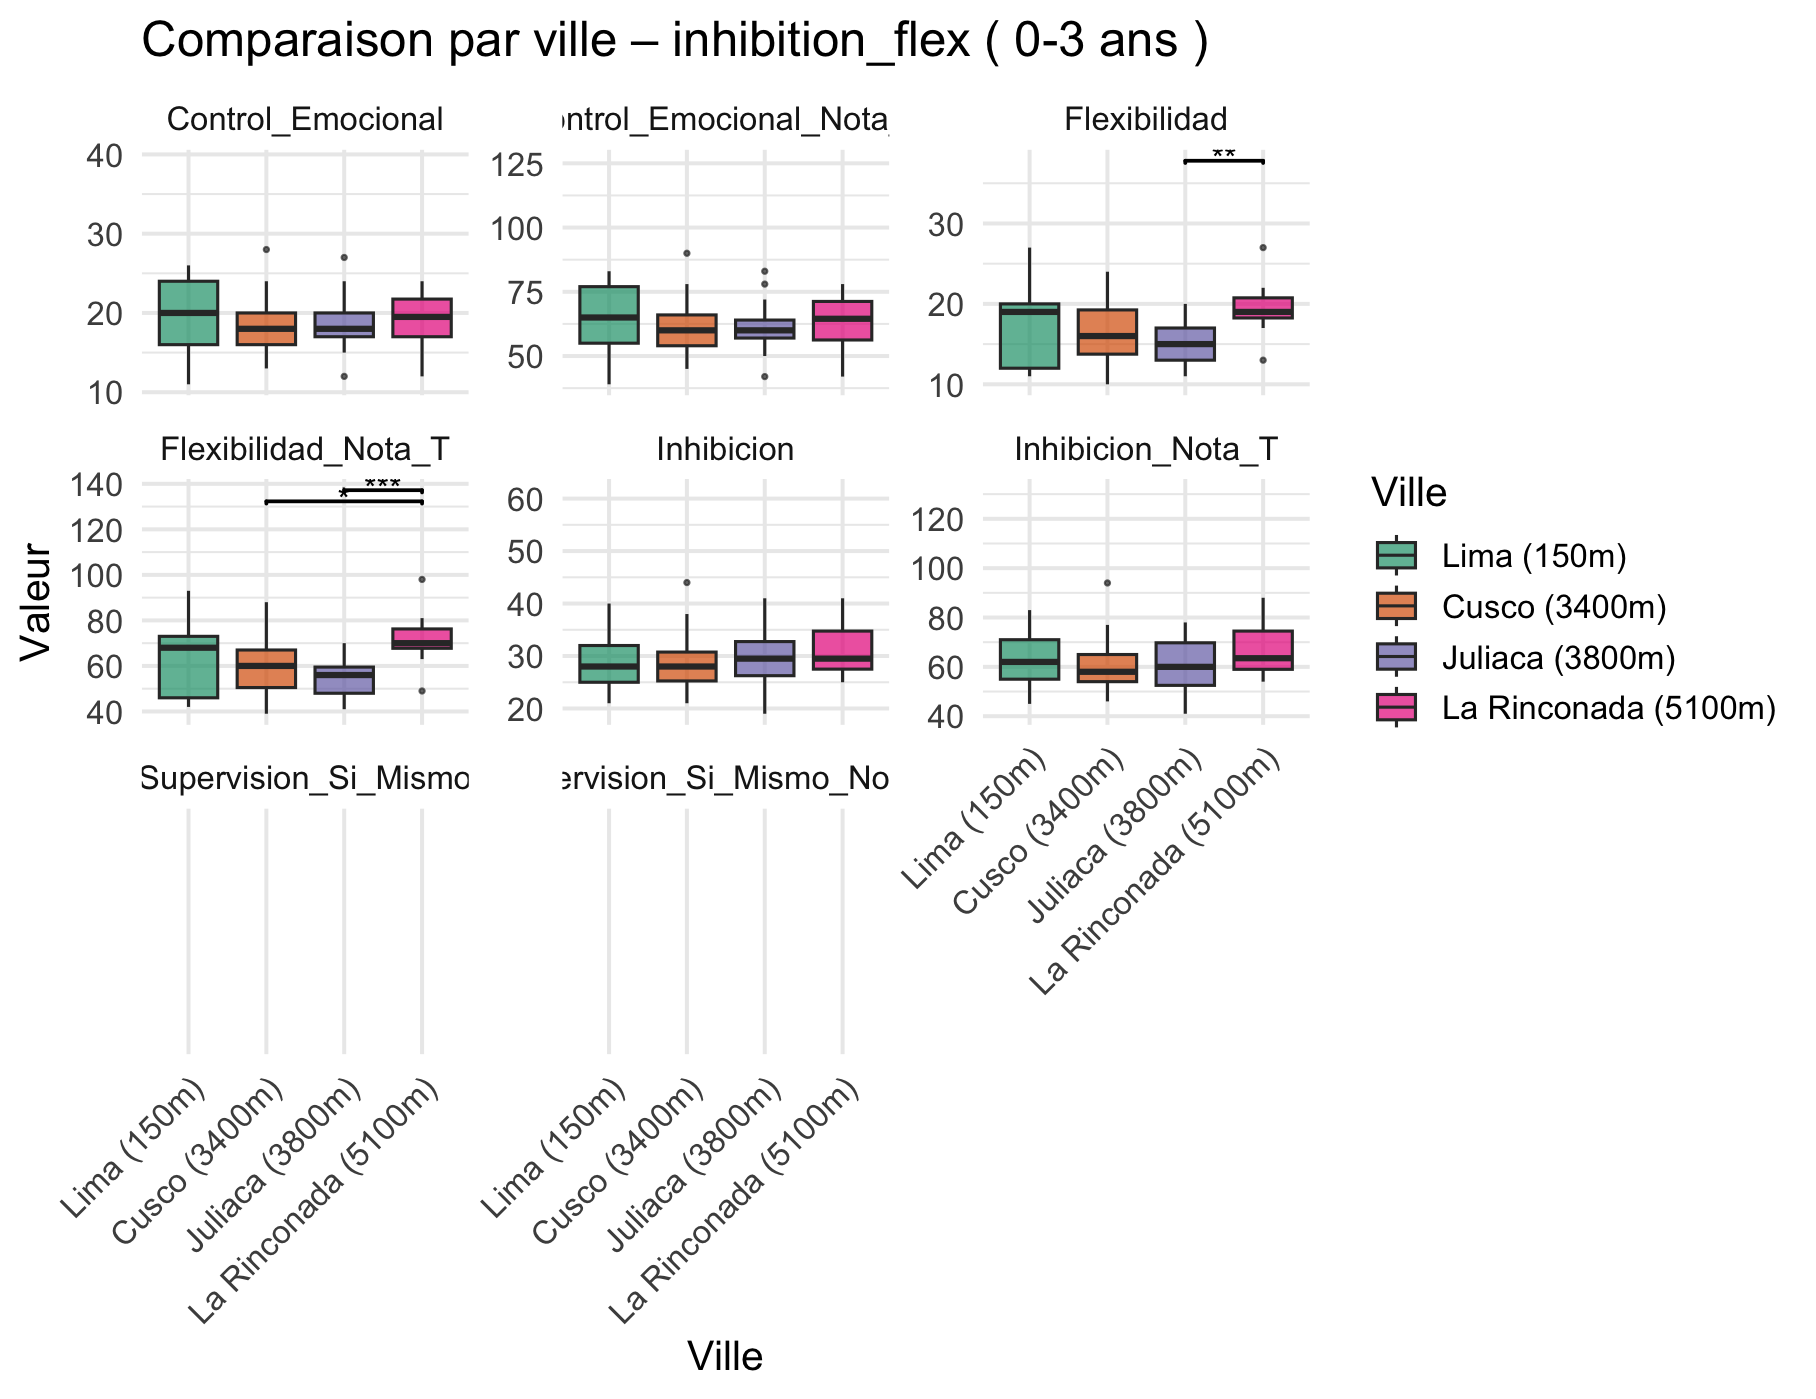 Comparaison par ville – inhibition_flex ( 0-3 ans )
Control_Emocional
ontrol_Emocional_Nota_
Flexibilidad
40
30
20
10
125
100
75
50
**
30
20
10
Flexibilidad_Nota_T
Inhibicion
Inhibicion_Nota_T
140
120
100
80
60
40
***
*
60
50
40
30
20
120
100
80
60
40
Valeur
Ville
Lima (150m)
Cusco (3400m)
Juliaca (3800m)
La Rinconada (5100m)
Supervision_Si_Mismo
ervision_Si_Mismo_No
Lima (150m)
Cusco (3400m)
Juliaca (3800m)
La Rinconada (5100m)
Lima (150m)
Cusco (3400m)
Juliaca (3800m)
La Rinconada (5100m)
Lima (150m)
Cusco (3400m)
Juliaca (3800m)
La Rinconada (5100m)
Ville